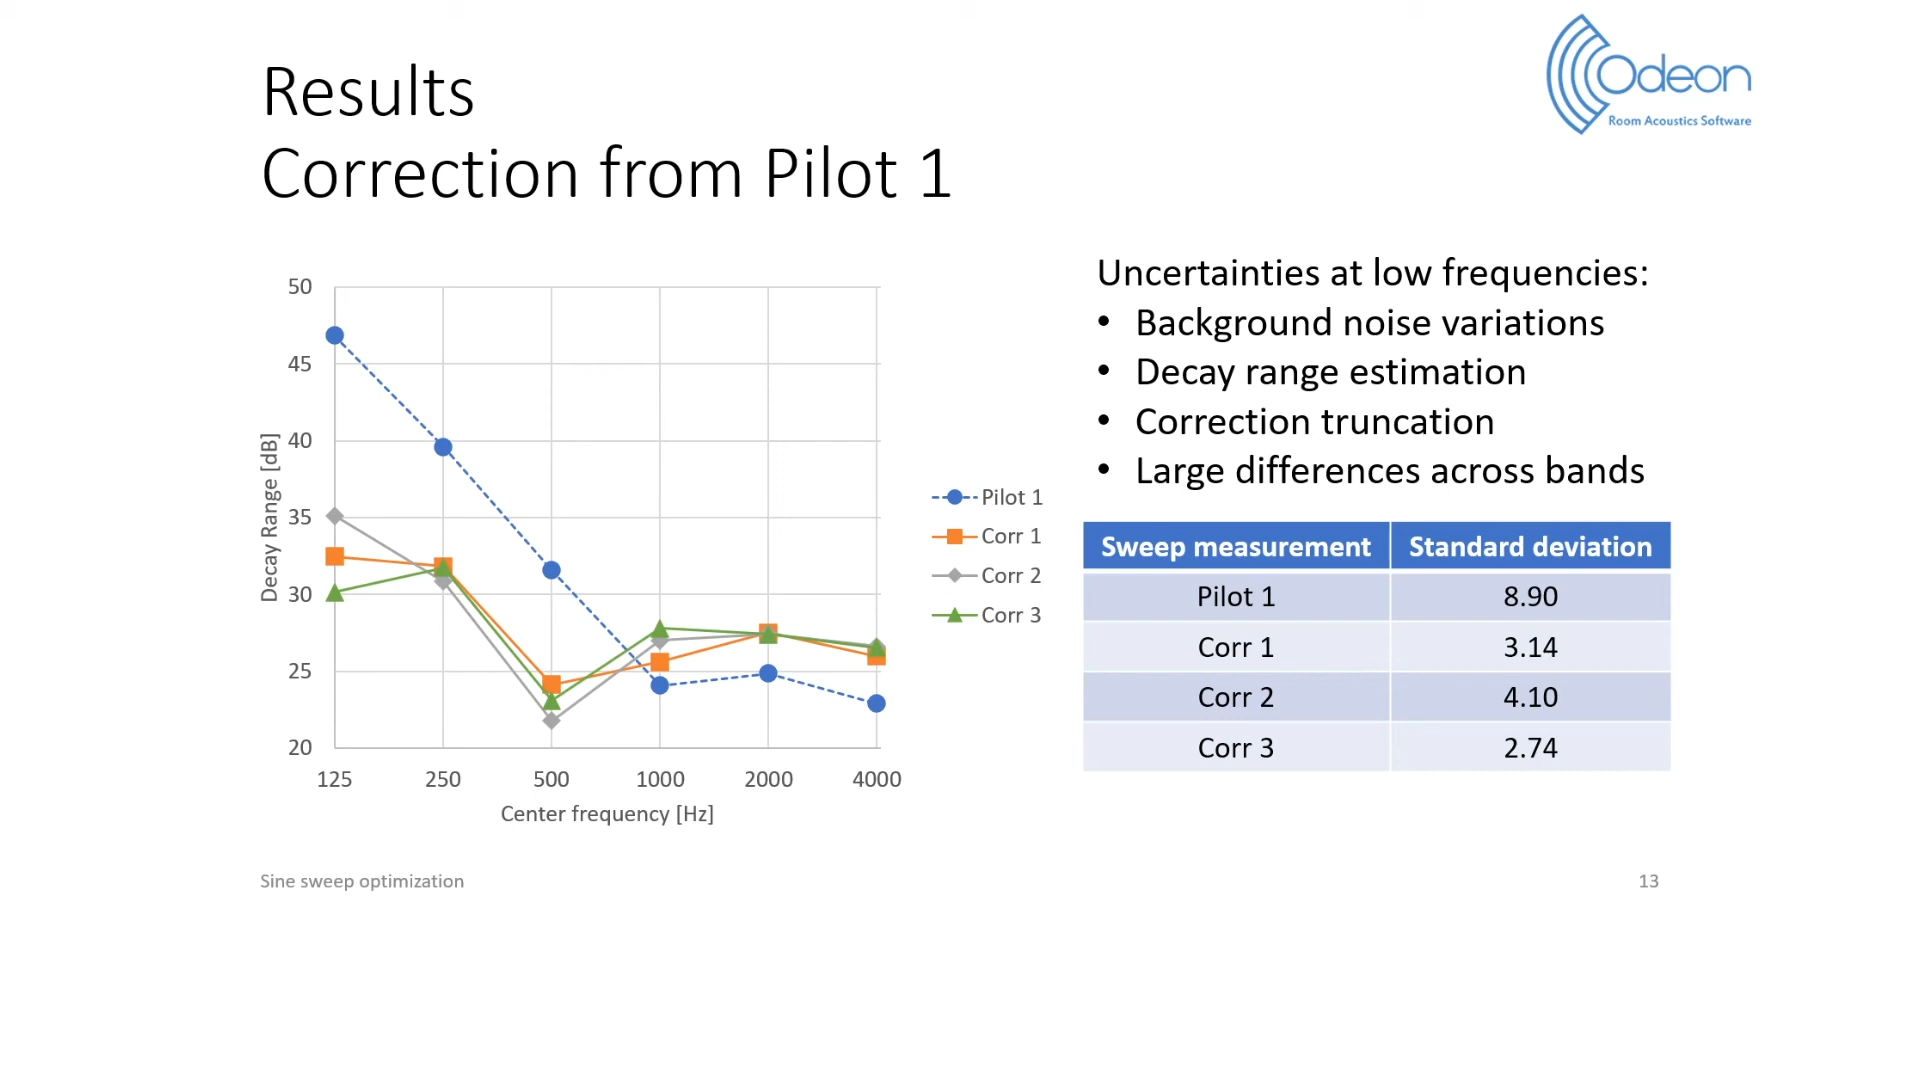 Odeon
Room Acoustics Software
Results
Correction from Pilot 1
50
45
40
35
30
25
20
Decay Range [dB]
125 250 500 1000 2000 4000
Center frequency [Hz]
Pilot 1
Corr 1
Corr 2
Corr 3
Uncertainties at low frequencies:
• Background noise variations
• Decay range estimation
• Correction truncation
• Large differences across bands
Sweep measurement Standard deviation
Pilot 1 8.90
Corr 1 3.14
Corr 2 4.10
Corr 3 2.74
Sine sweep optimization
13